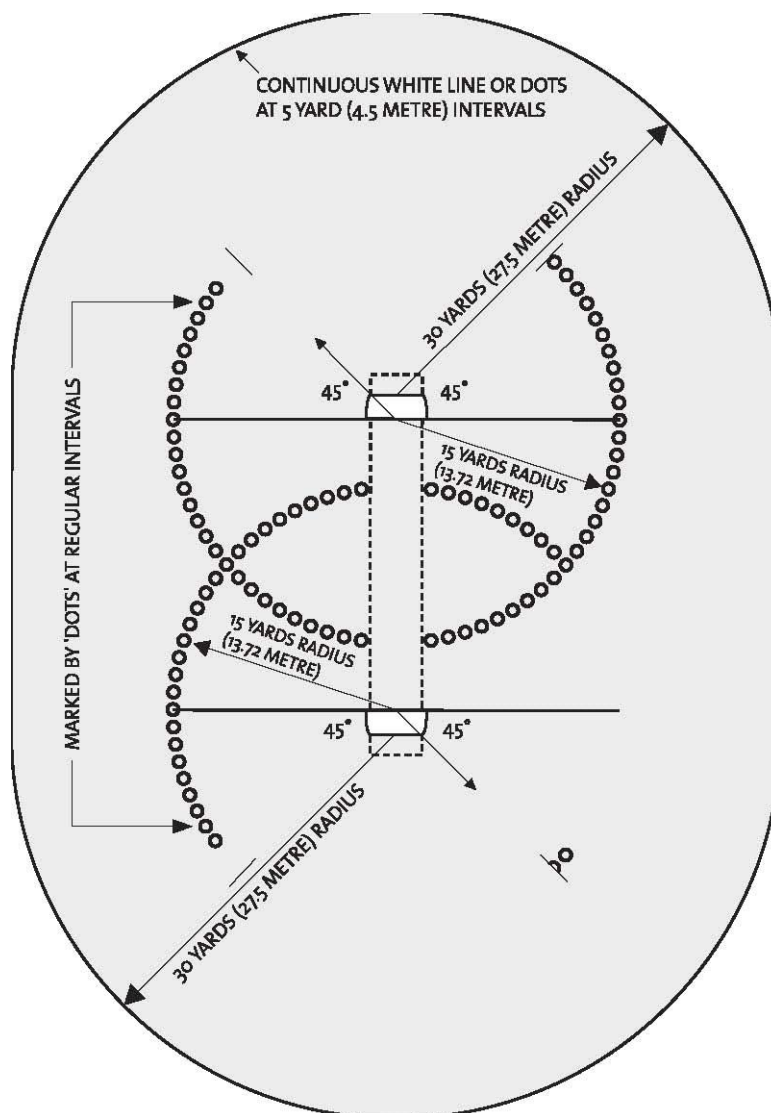 CONTINUOUS WHITE LINE OR DOTS
AT 5 YARD (4.5 METRE) INTERVALS
30 YARDS (27.5 METRE) RADIUS
45°
45°
15 YARDS RADIUS
(13.72 METRE)
MARKED BY 'DOTS' AT REGULAR INTERVALS
15 YARDS RADIUS
(13.72 METRE)
45°
45°
30 YARDS (27.5 METRE) RADIUS